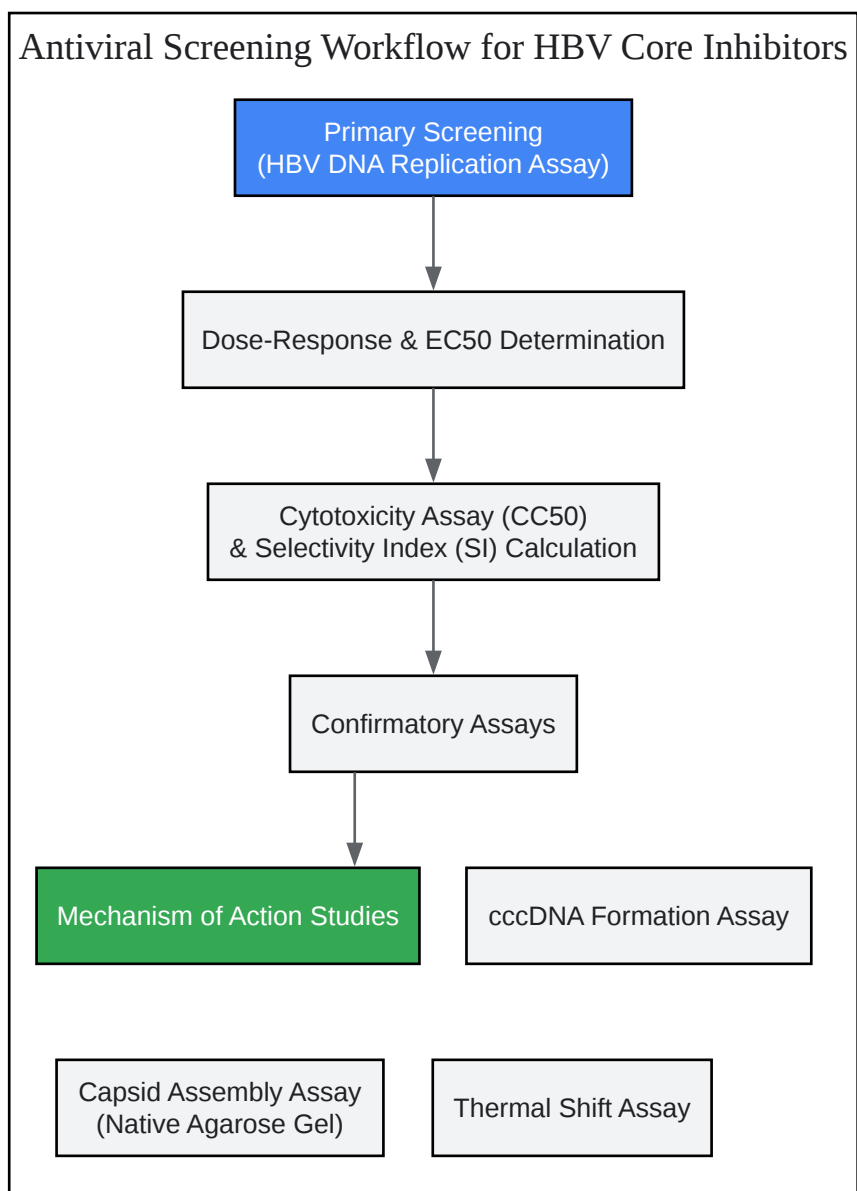 Antiviral Screening Workflow for HBV Core Inhibitors
Primary Screening
(HBV DNA Replication Assay)
Dose-Response & EC50 Determination
Cytotoxicity Assay (CC50)
& Selectivity Index (SI) Calculation
Confirmatory Assays
Mechanism of Action Studies
cccDNA Formation Assay
Capsid Assembly Assay
(Native Agarose Gel)
Thermal Shift Assay